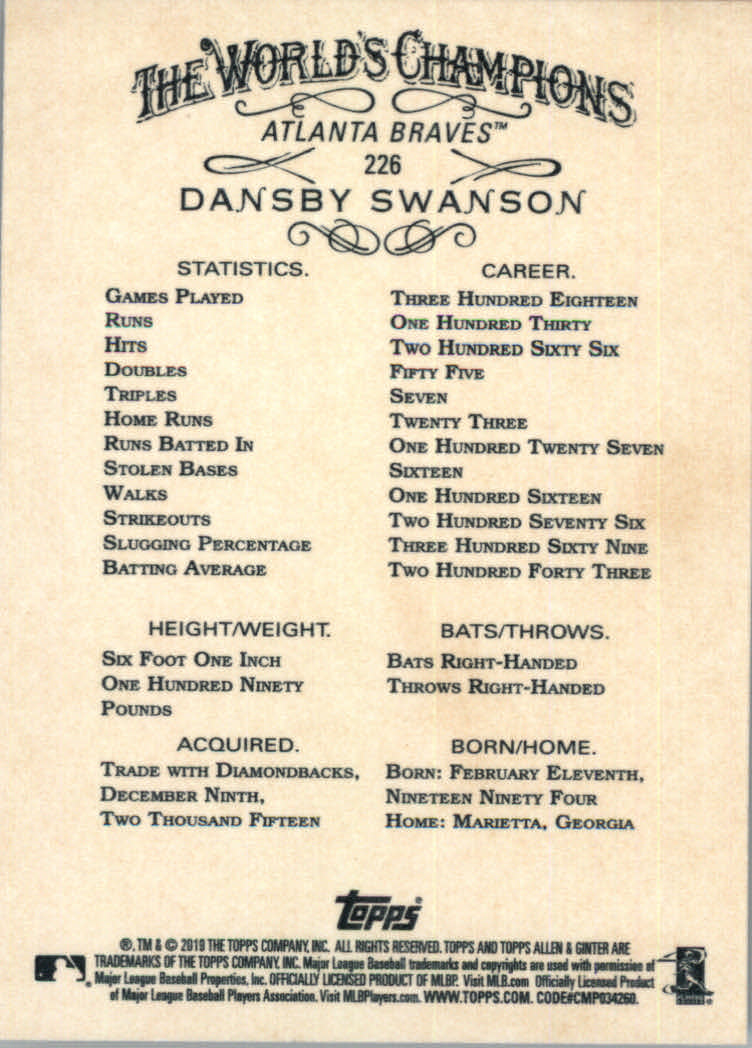 THE WORLD'S CHAMPIONS
ATLANTA BRAVES™
226
DANSBY SWANSON
STATISTICS. CAREER.
GAMES PLAYED THREE HUNDRED EIGHTEEN
RUNS ONE HUNDRED THIRTY
HITS TWO HUNDRED SIXTY SIX
DOUBLES FIFTY FIVE
TRIPLES SEVEN
HOME RUNS TWENTY THREE
RUNS BATTED IN ONE HUNDRED TWENTY SEVEN
STOLEN BASES SIXTEEN
WALKS ONE HUNDRED SIXTEEN
STRIKEOUTS TWO HUNDRED SEVENTY SIX
SLUGGING PERCENTAGE THREE HUNDRED SIXTY NINE
BATTING AVERAGE TWO HUNDRED FORTY THREE
HEIGHT/WEIGHT.
SIX FOOT ONE INCH
ONE HUNDRED NINETY
POUNDS
BATS/THROWS.
BATS RIGHT-HANDED
THROWS RIGHT-HANDED
ACQUIRED.
TRADE WITH DIAMONDBACKS,
DECEMBER NINTH,
TWO THOUSAND FIFTEEN
BORN/HOME.
BORN: FEBRUARY ELEVENTH,
NINETEEN NINETY FOUR
HOME: MARIETTA, GEORGIA
topps®
®, TM & © 2019 THE TOPPS COMPANY, INC. ALL RIGHTS RESERVED. TOPPS AND TOPPS ALLEN & GINTER ARE
TRADEMARKS OF THE TOPPS COMPANY, INC. Major League Baseball trademarks and copyrights are used with permission of
Major League Baseball Properties, Inc. OFFICIALLY LICENSED PRODUCT OF MLBP. Visit MLB.com Officially Licensed Product
of Major League Baseball Players Association. Visit MLBPlayers.com. WWW.TOPPS.COM. CODE#CMP034260.